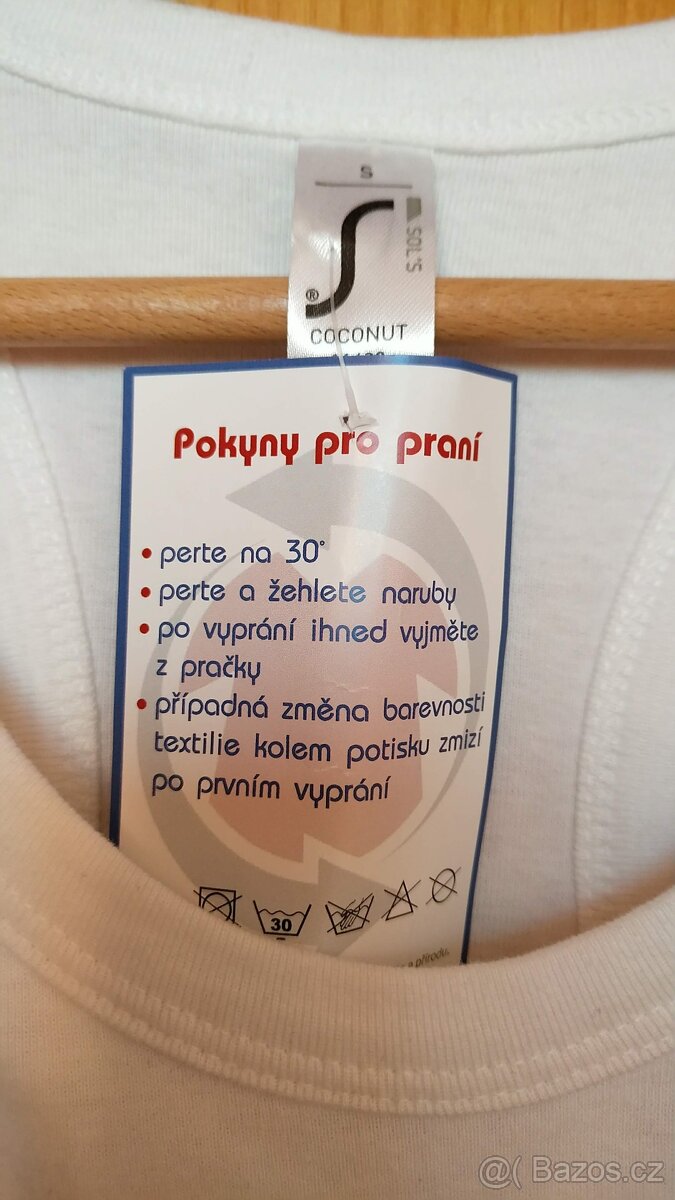 S
SOL'S
®
COCONUT
Pokyny pro praní
• perte na 30°
• perte a žehlete naruby
• po vyprání ihned vyjměte
z pračky
• případná změna barevnosti
textilie kolem potisku zmizí
po prvním vyprání
30
přírodu.
@( Bazos.cz